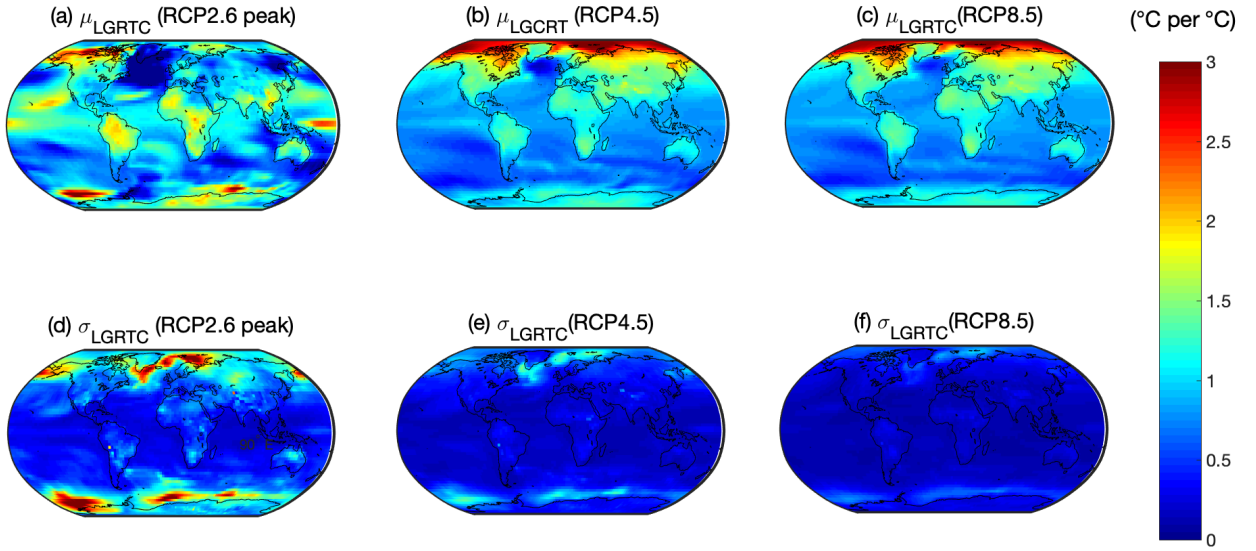 (a) μLGRTC (RCP2.6 peak)
(b) μLGCRT (RCP4.5)
(c) μLGRTC (RCP8.5)
(°C per °C)
3
2.5
2
1.5
1
0.5
0
(d) σLGRTC (RCP2.6 peak)
(e) σLGRTC(RCP4.5)
(f) σLGRTC(RCP8.5)
90° E